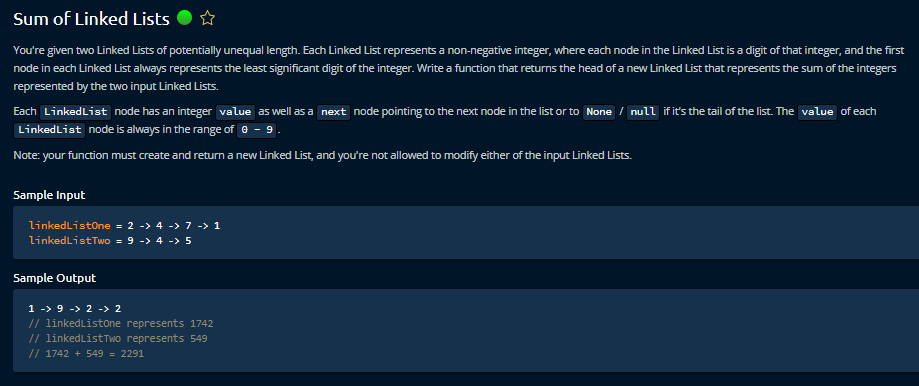 Sum of Linked Lists
You're given two Linked Lists of potentially unequal length. Each Linked List represents a non-negative integer, where each node in the Linked List is a digit of that integer, and the first
node in each Linked List always represents the least significant digit of the integer. Write a function that returns the head of a new Linked List that represents the sum of the integers
represented by the two input Linked Lists.
Each LinkedList node has an integer value as well as a next node pointing to the next node in the list or to None / null if it's the tail of the list. The value of each
LinkedList node is always in the range of 0 - 9 .
Note: your function must create and return a new Linked List, and you're not allowed to modify either of the input Linked Lists.
Sample Input
linkedListOne = 2 -> 4 -> 7 -> 1
linkedListTwo = 9 -> 4 -> 5
Sample Output
1 -> 9 -> 2 -> 2
// linkedListOne represents 1742
// linkedListTwo represents 549
// 1742 + 549 = 2291